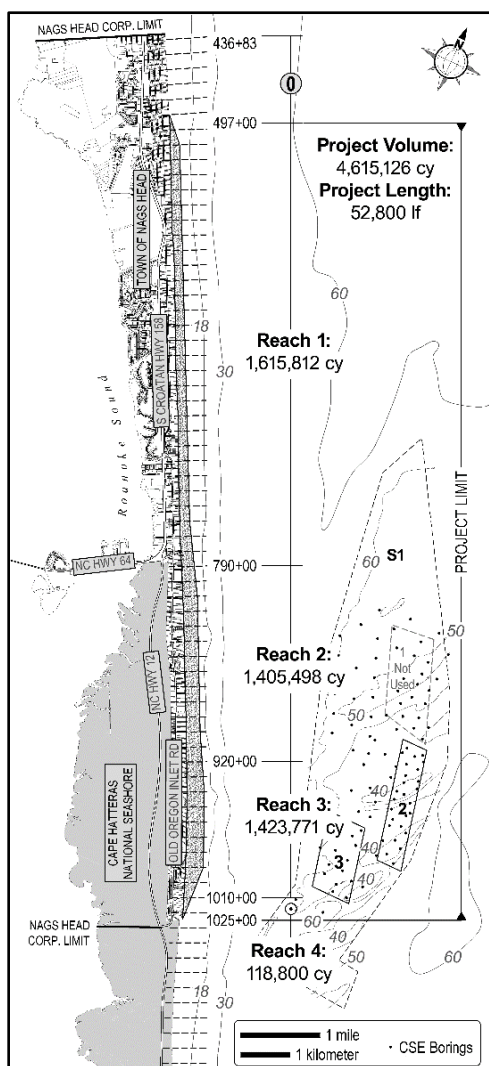 NAGS HEAD CORP. LIMIT
436+83
N
0
497+00
Project Volume:
4,615,126 cy
Project Length:
52,800 lf
TOWN OF NAGS HEAD
60
18
S CROATAN HWY 158
Reach 1:
1,615,812 cy
30
Roanoke Sound
PROJECT LIMIT
NC HWY 64
790+00
60
S1
50
NC HWY 12
Reach 2:
1,405,498 cy
1
Not
Used
50
920+00
CAPE HATTERAS
NATIONAL SEASHORE
OLD OREGON INLET RD
Reach 3:
1,423,771 cy
40
2
40
3
40
40
1010+00
NAGS HEAD
CORP. LIMIT
1025+00
60
40
50
60
Reach 4:
118,800 cy
18
30
1 mile
1 kilometer
CSE Borings